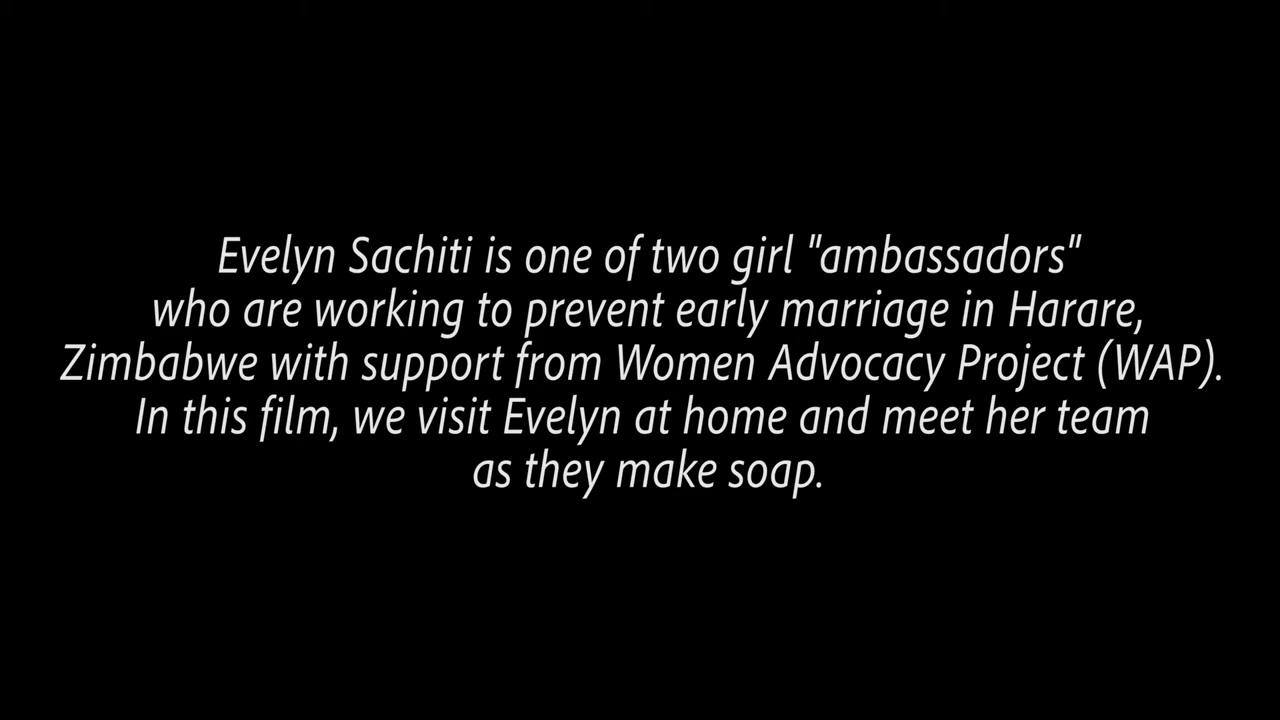 Evelyn Sachiti is one of two girl "ambassadors"
who are working to prevent early marriage in Harare,
Zimbabwe with support from Women Advocacy Project (WAP).
In this film, we visit Evelyn at home and meet her team
as they make soap.